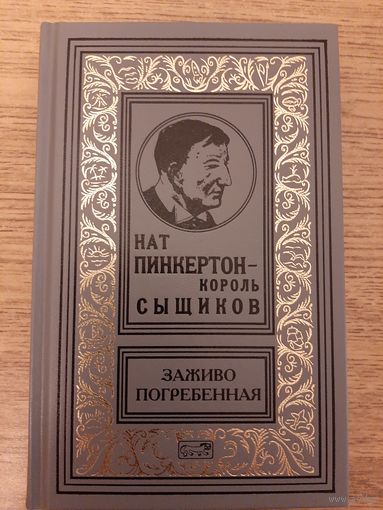 НАТ
ПИНКЕРТОН-
КОРОЛЬ
СЫЩИКОВ
ЗАЖИВО
ПОГРЕБЕННАЯ